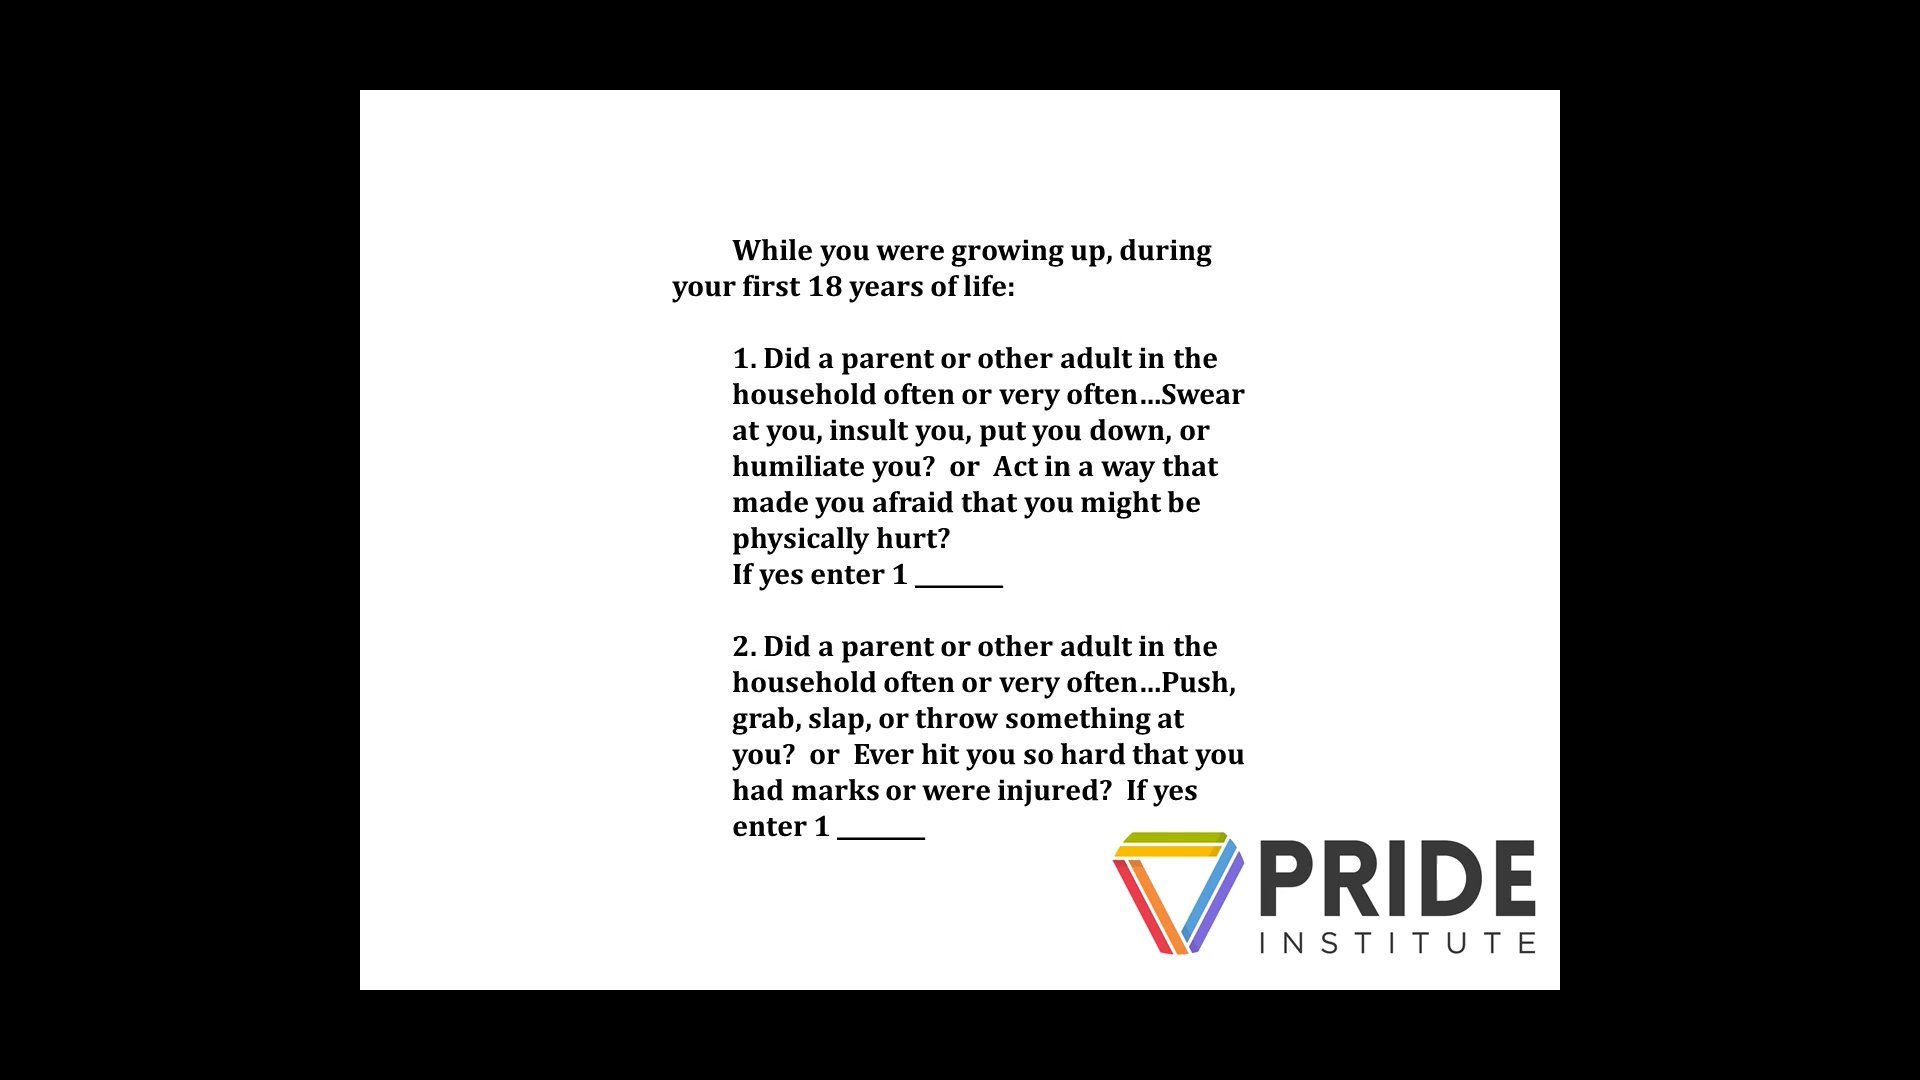 While you were growing up, during
your first 18 years of life:
1. Did a parent or other adult in the
household often or very often…Swear
at you, insult you, put you down, or
humiliate you?  or  Act in a way that
made you afraid that you might be
physically hurt?
If yes enter 1 ________
2. Did a parent or other adult in the
household often or very often…Push,
grab, slap, or throw something at
you?  or  Ever hit you so hard that you
had marks or were injured?  If yes
enter 1 ________
PRIDE
INSTITUTE